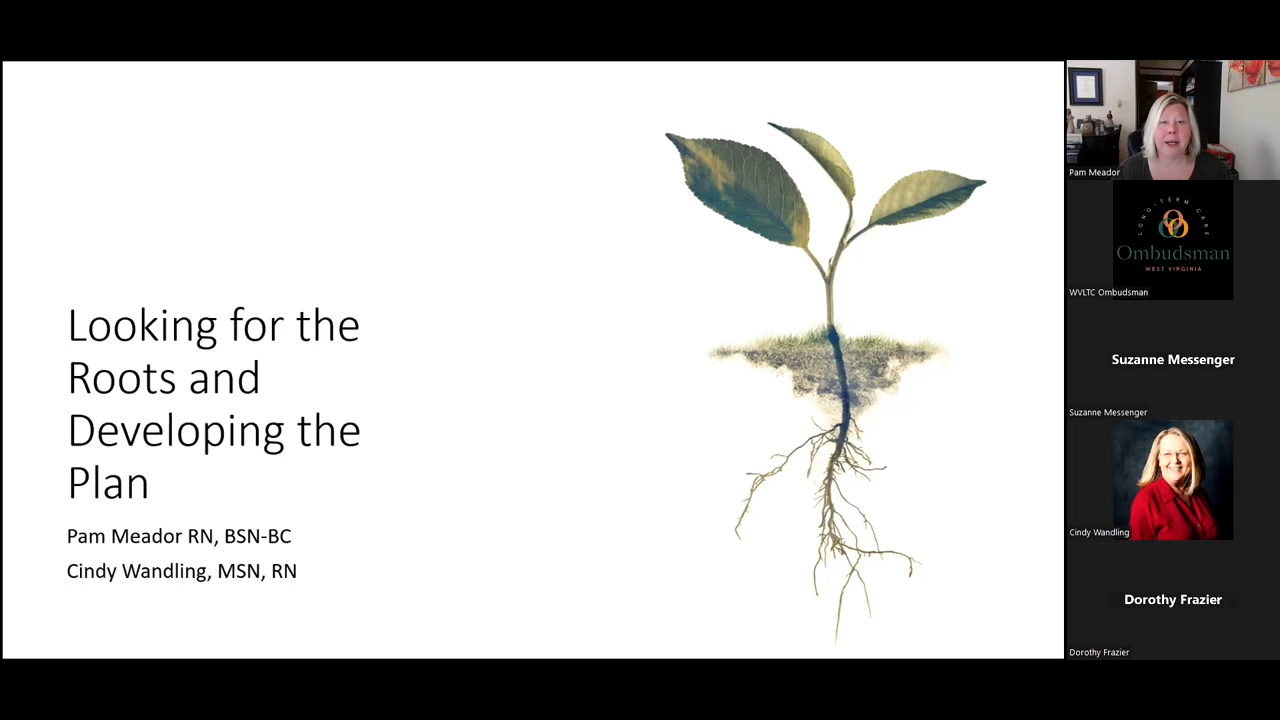 Looking for the
Roots and
Developing the
Plan
Pam Meador RN, BSN-BC
Cindy Wandling, MSN, RN
Pam Meador
LONG-TERM CARE
Ombudsman
WEST VIRGINIA
WVLTC Ombudsman
Suzanne Messenger
Suzanne Messenger
Cindy Wandling
Dorothy Frazier
Dorothy Frazier